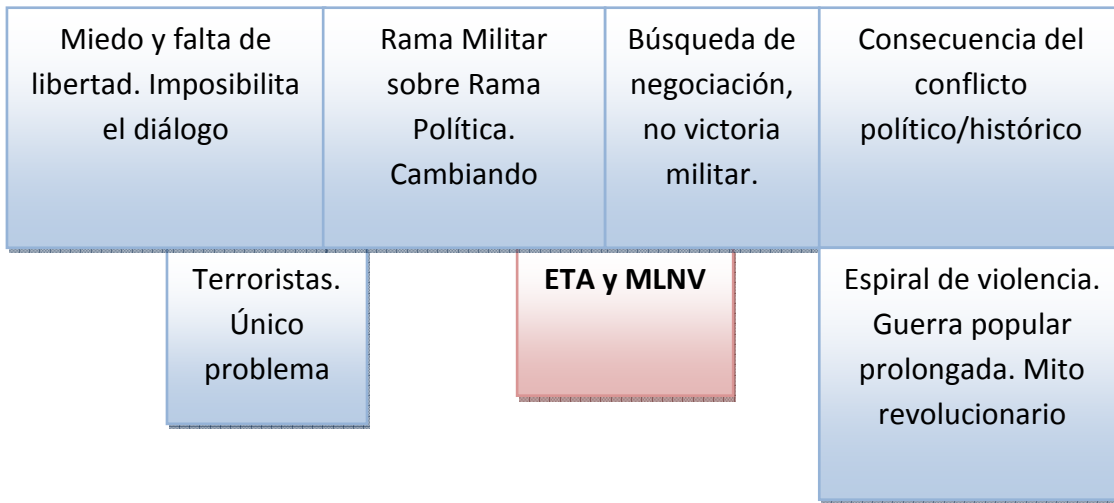 Miedo y falta de
libertad. Imposibilita
el diálogo
Rama Militar
sobre Rama
Política.
Cambiando
Búsqueda de
negociación,
no victoria
militar.
Consecuencia del
conflicto
político/histórico
Terroristas.
Único
problema
ETA y MLNV
Espiral de violencia.
Guerra popular
prolongada. Mito
revolucionario